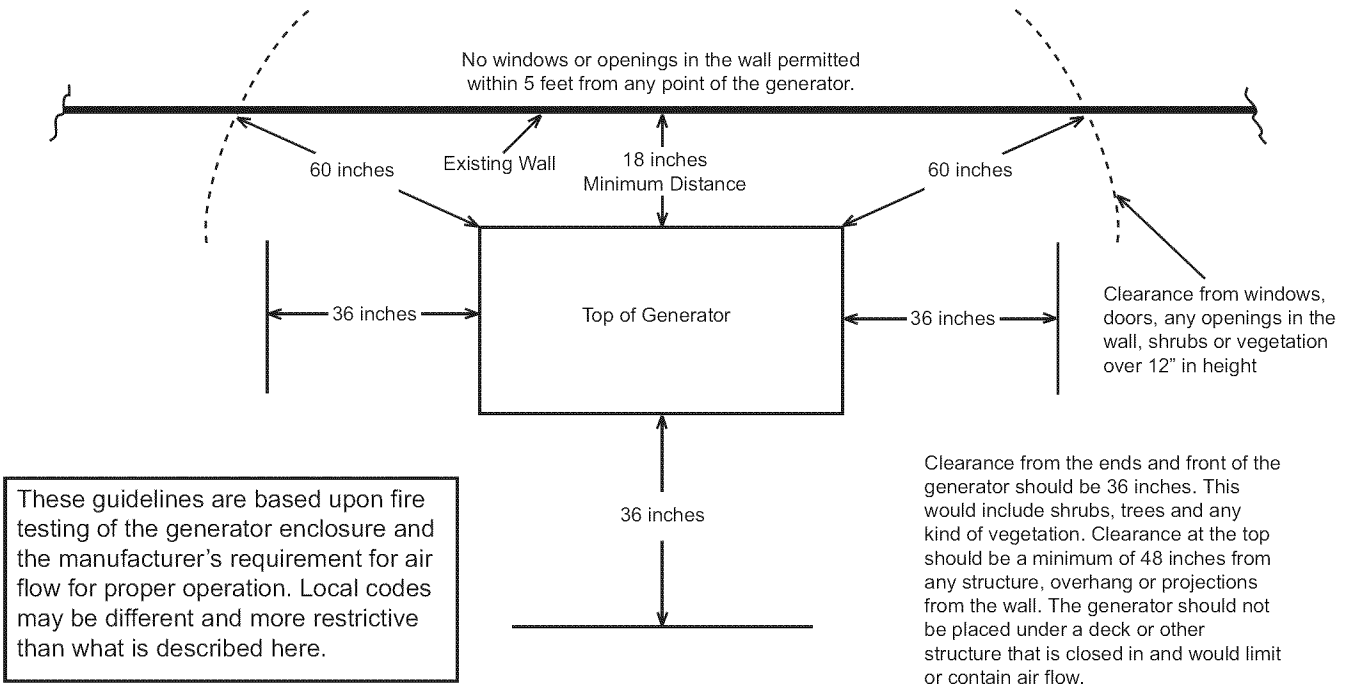 No windows or openings in the wall permitted
within 5 feet from any point of the generator.
60 inches
Existing Wall
18 inches
Minimum Distance
60 inches
36 inches
Top of Generator
36 inches
Clearance from windows,
doors, any openings in the
wall, shrubs or vegetation
over 12” in height
36 inches
These guidelines are based upon fire
testing of the generator enclosure and
the manufacturer’s requirement for air
flow for proper operation. Local codes
may be different and more restrictive
than what is described here.
Clearance from the ends and front of the
generator should be 36 inches. This
would include shrubs, trees and any
kind of vegetation. Clearance at the top
should be a minimum of 48 inches from
any structure, overhang or projections
from the wall. The generator should not
be placed under a deck or other
structure that is closed in and would limit
or contain air flow.